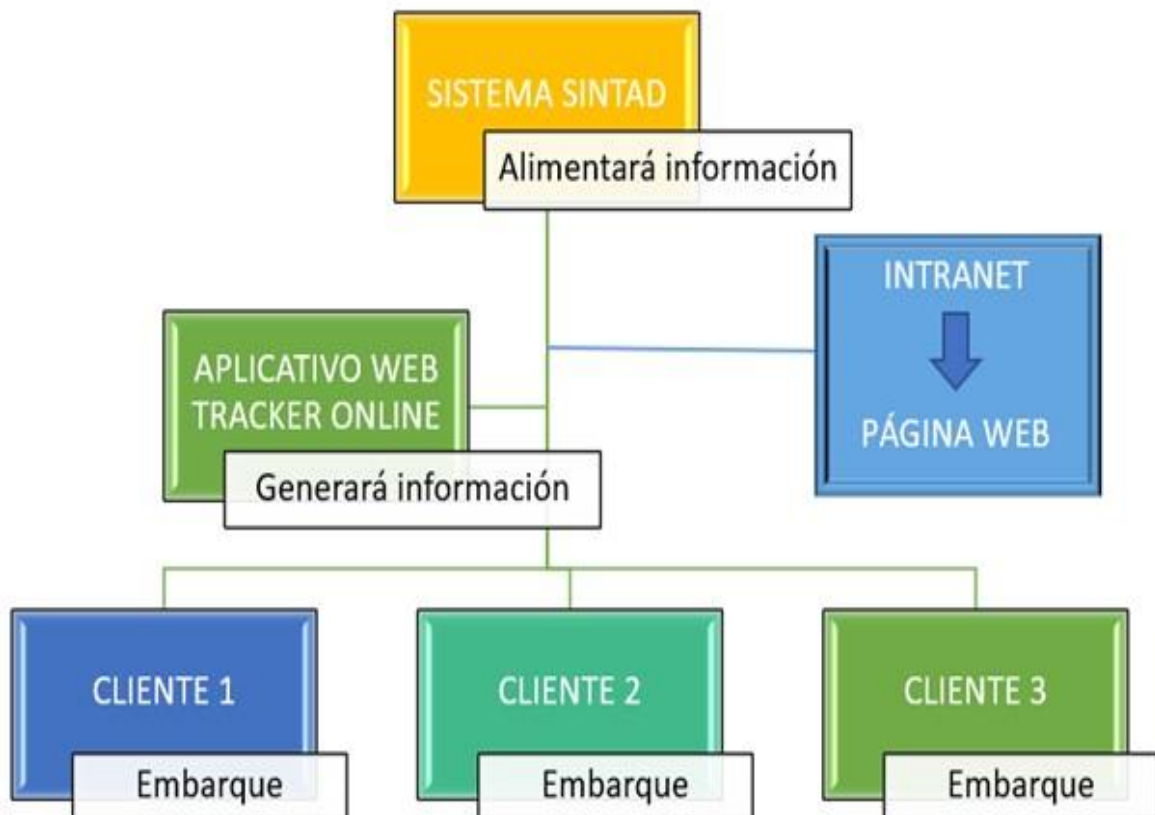 SISTEMA SINTAD
Alimentará información
INTRANET
PÁGINA WEB
APLICATIVO WEB
TRACKER ONLINE
Generará información
CLIENTE 1
Embarque
CLIENTE 2
Embarque
CLIENTE 3
Embarque